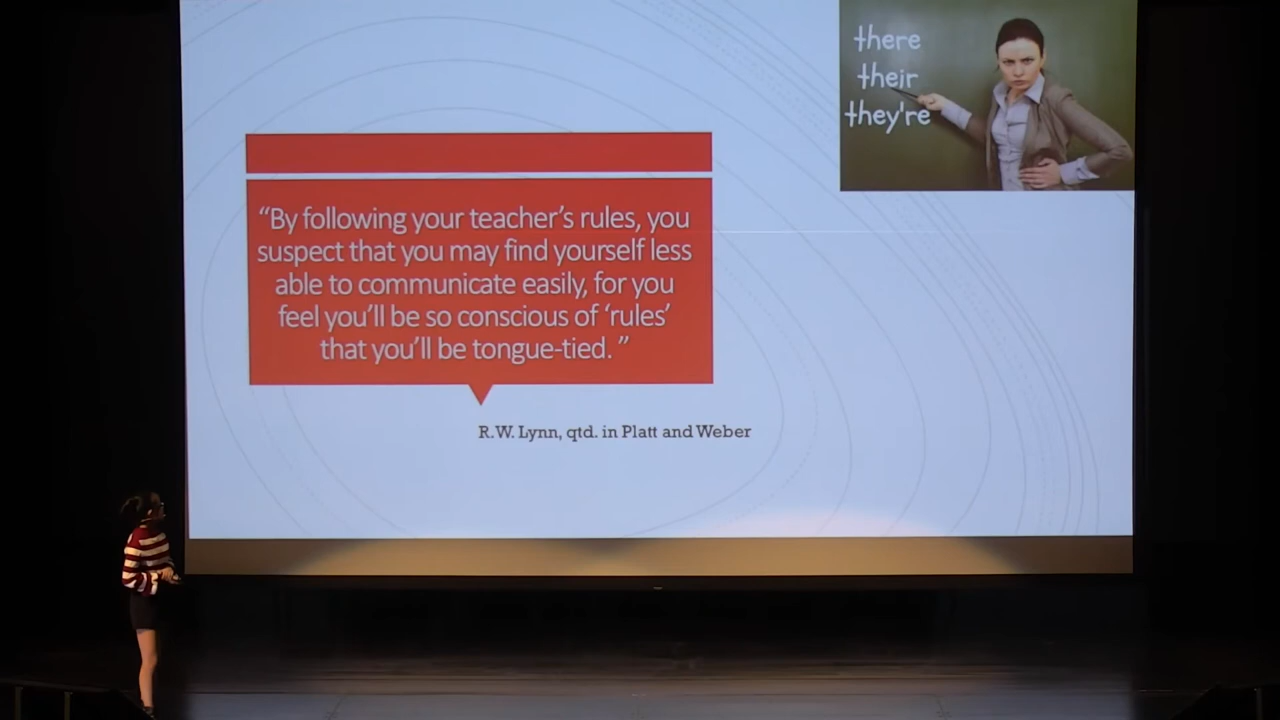 there
their
they're
“By following your teacher’s rules, you
suspect that you may find yourself less
able to communicate easily, for you
feel you’ll be so conscious of ‘rules’
that you’ll be tongue-tied. ”
R.W. Lynn, qtd. in Platt and Weber